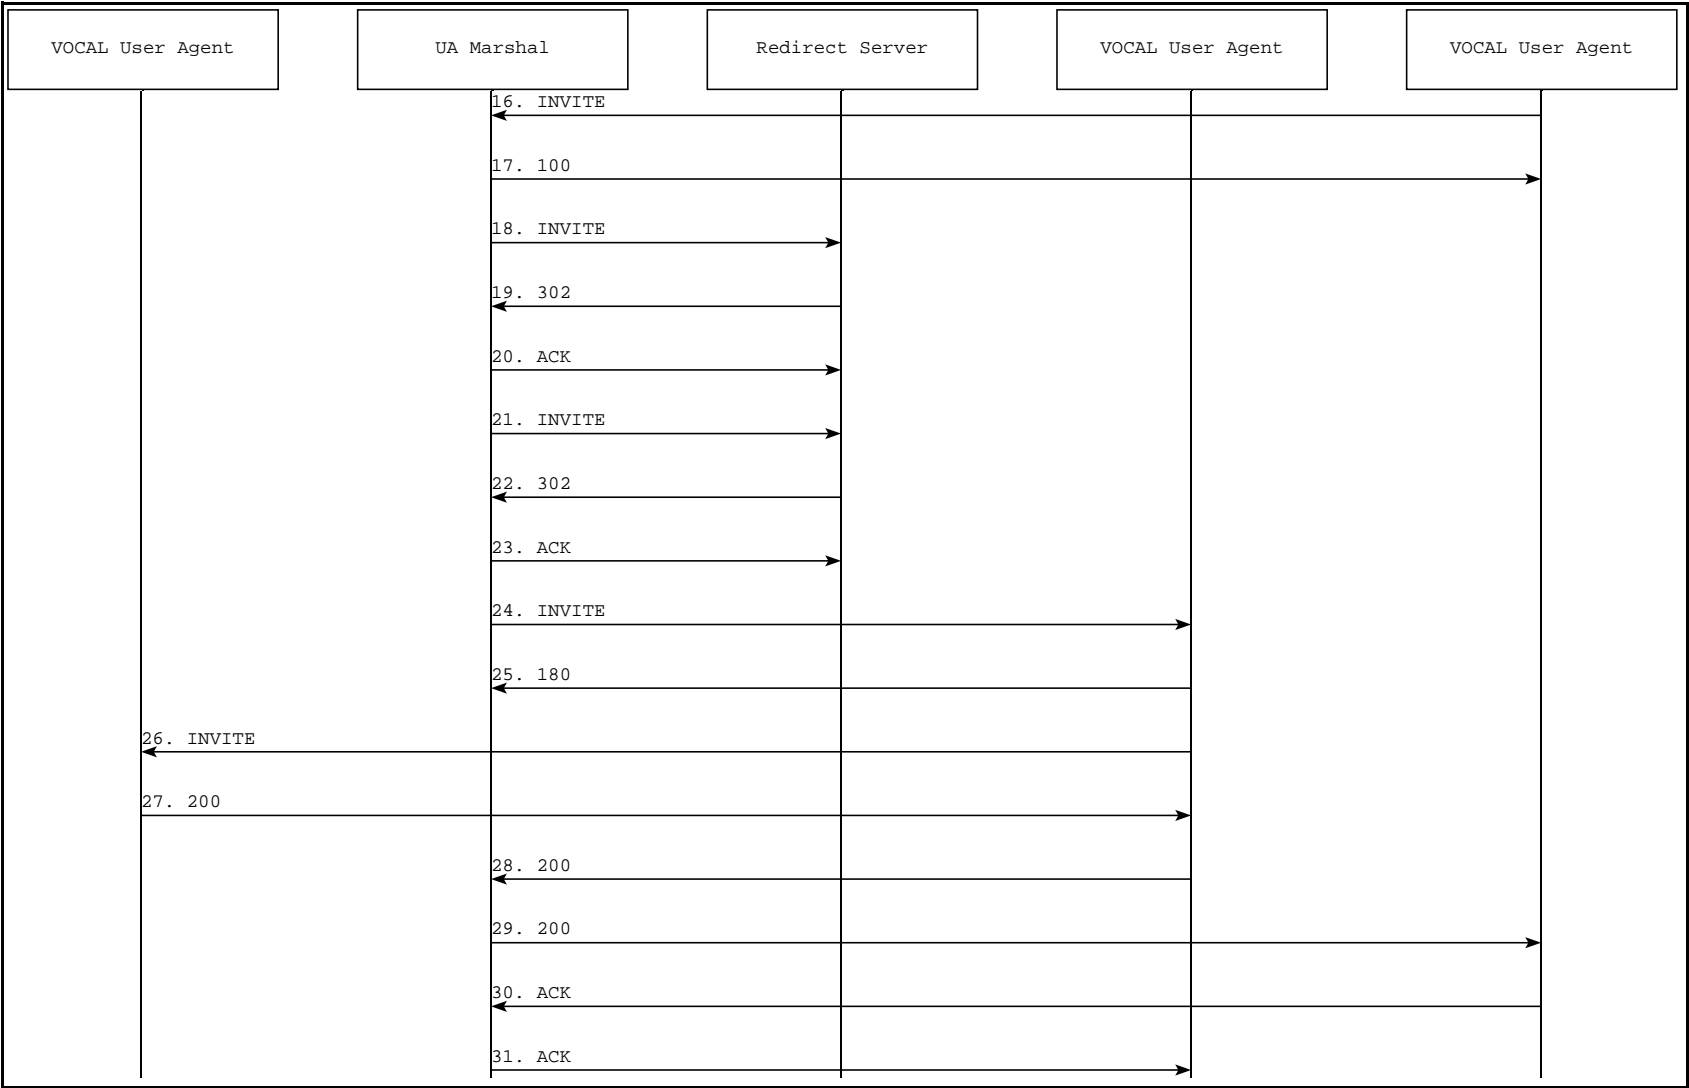 VOCAL User Agent
UA Marshal
Redirect Server
VOCAL User Agent
VOCAL User Agent
16. INVITE
17. 100
18. INVITE
19. 302
20. ACK
21. INVITE
22. 302
23. ACK
24. INVITE
25. 180
26. INVITE
27. 200
28. 200
29. 200
30. ACK
31. ACK